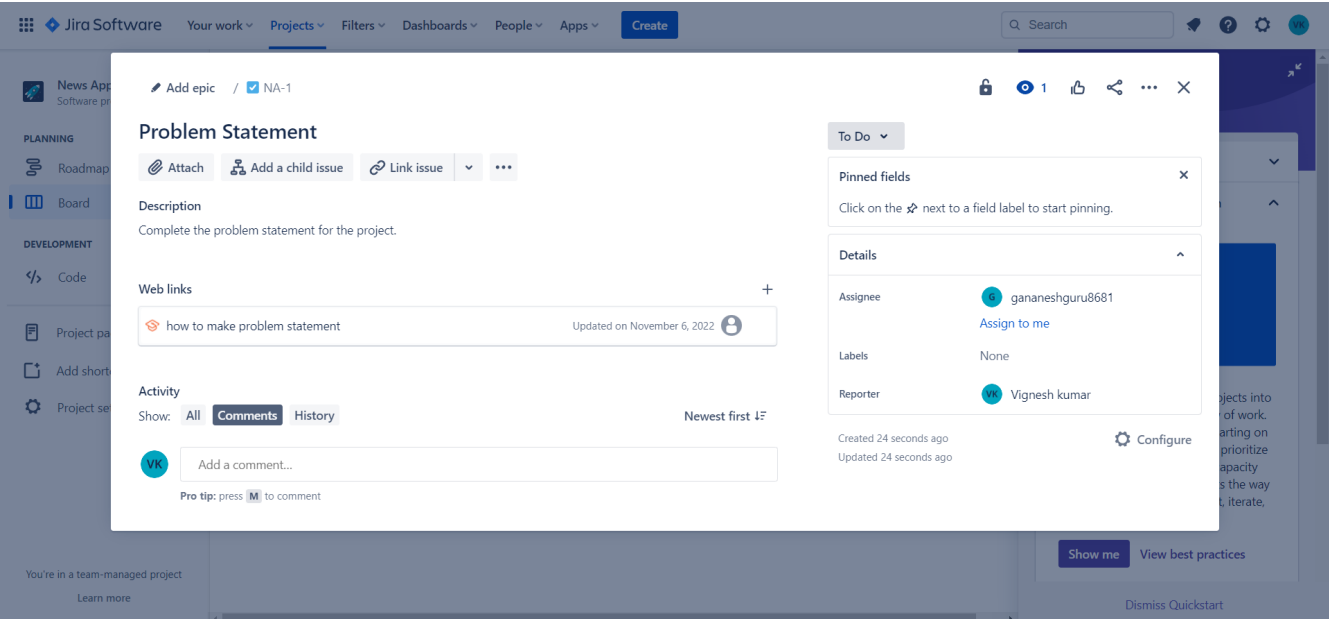 Jira Software Your work Projects Filters Dashboards People Apps Create Search VK
News App
Software pr
PLANNING
Roadmap
Board
DEVELOPMENT
Code
Project pa
Add short
Project set
You're in a team-managed project
Learn more
Add epic / NA-1 1
Problem Statement
Attach Add a child issue Link issue
Description
Complete the problem statement for the project.
Web links
how to make problem statement Updated on November 6, 2022
Activity
Show: All Comments History Newest first
VK Add a comment...
Pro tip: press M to comment
To Do
Pinned fields
Click on the next to a field label to start pinning.
Details
Assignee G gananeshguru8681
Assign to me
Labels None
Reporter VK Vignesh kumar
Created 24 seconds ago
Updated 24 seconds ago
Configure
jects into
of work.
arting on
prioritize
apacity
s the way
t, iterate,
Show me View best practices
Dismiss Quickstart